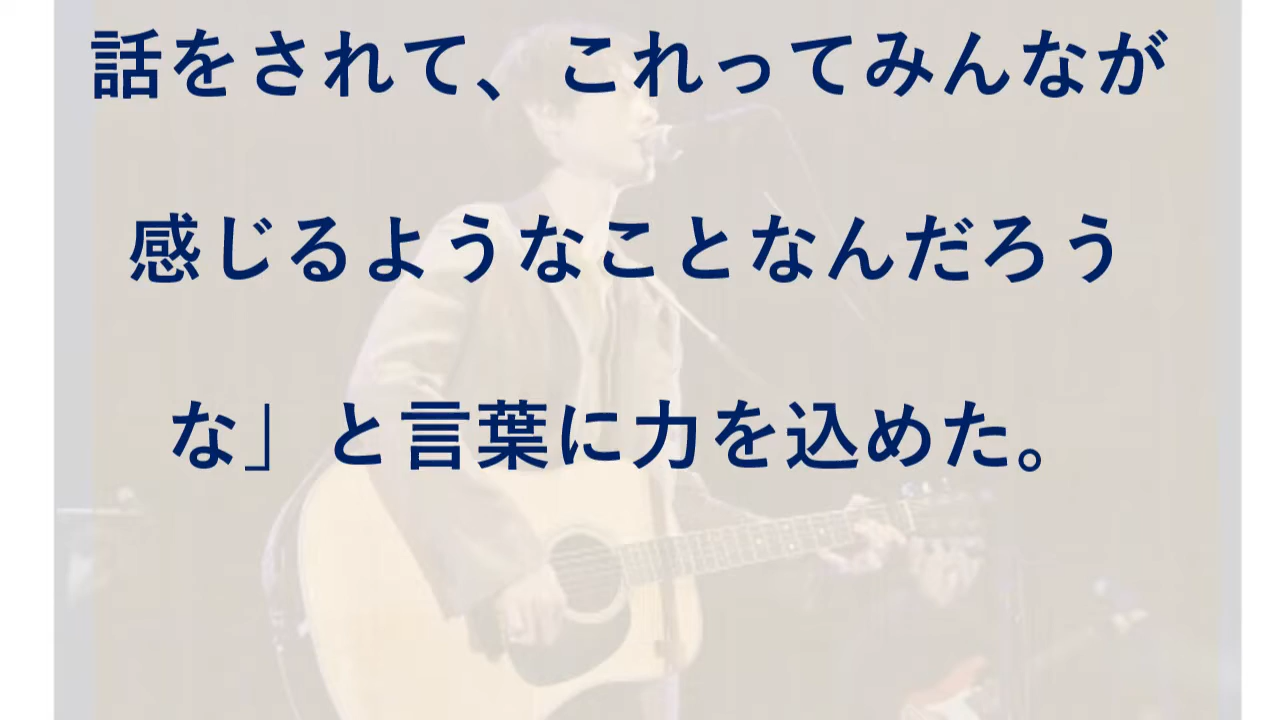 話をされて、これってみんなが
感じるようなことなんだろう
な」と言葉に力を込めた。